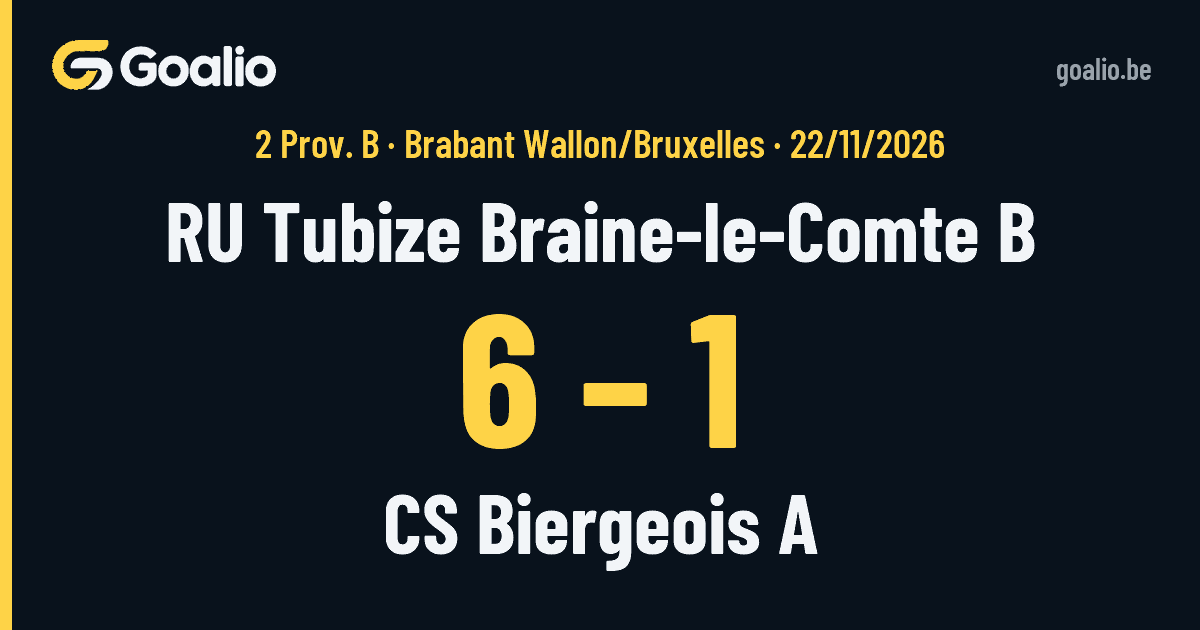 Goalio
goalio.be
2 Prov. B · Brabant Wallon/Bruxelles · 22/11/2026
RU Tubize Braine-le-Comte B
6 – 1
CS Biergeois A